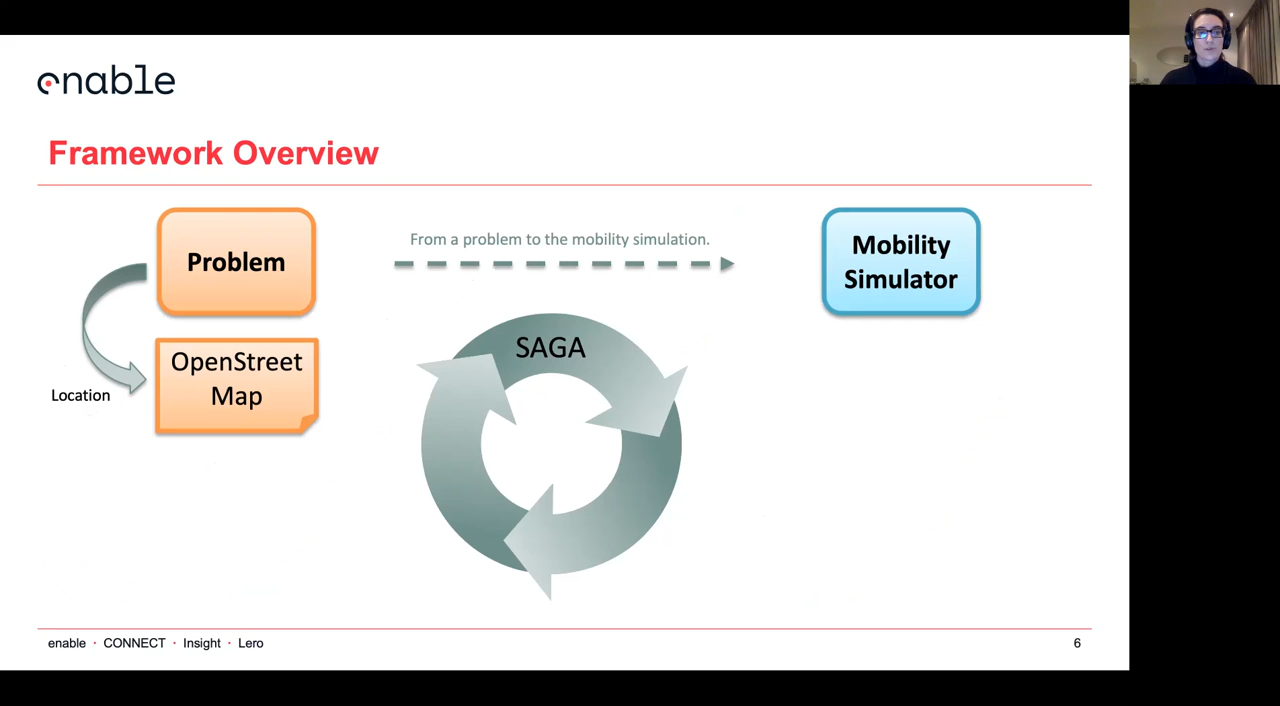 enable
Framework Overview
Problem
From a problem to the mobility simulation.
Mobility
Simulator
OpenStreet
Map
Location
SAGA
enable · CONNECT · Insight · Lero
6